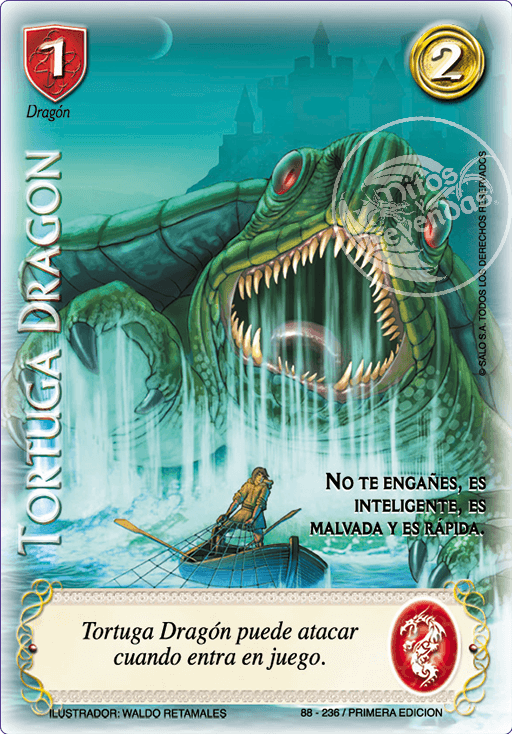 1
2
Dragón
TORTUGA DRAGON
Mitos
y Leyendas
© SALO S.A. TODOS LOS DERECHOS RESERVADOS
NO TE ENGAÑES, ES
INTELIGENTE, ES
MALVADA Y ES RÁPIDA.
Tortuga Dragón puede atacar
cuando entra en juego.
ILUSTRADOR: WALDO RETAMALES
88 - 236 / PRIMERA EDICION